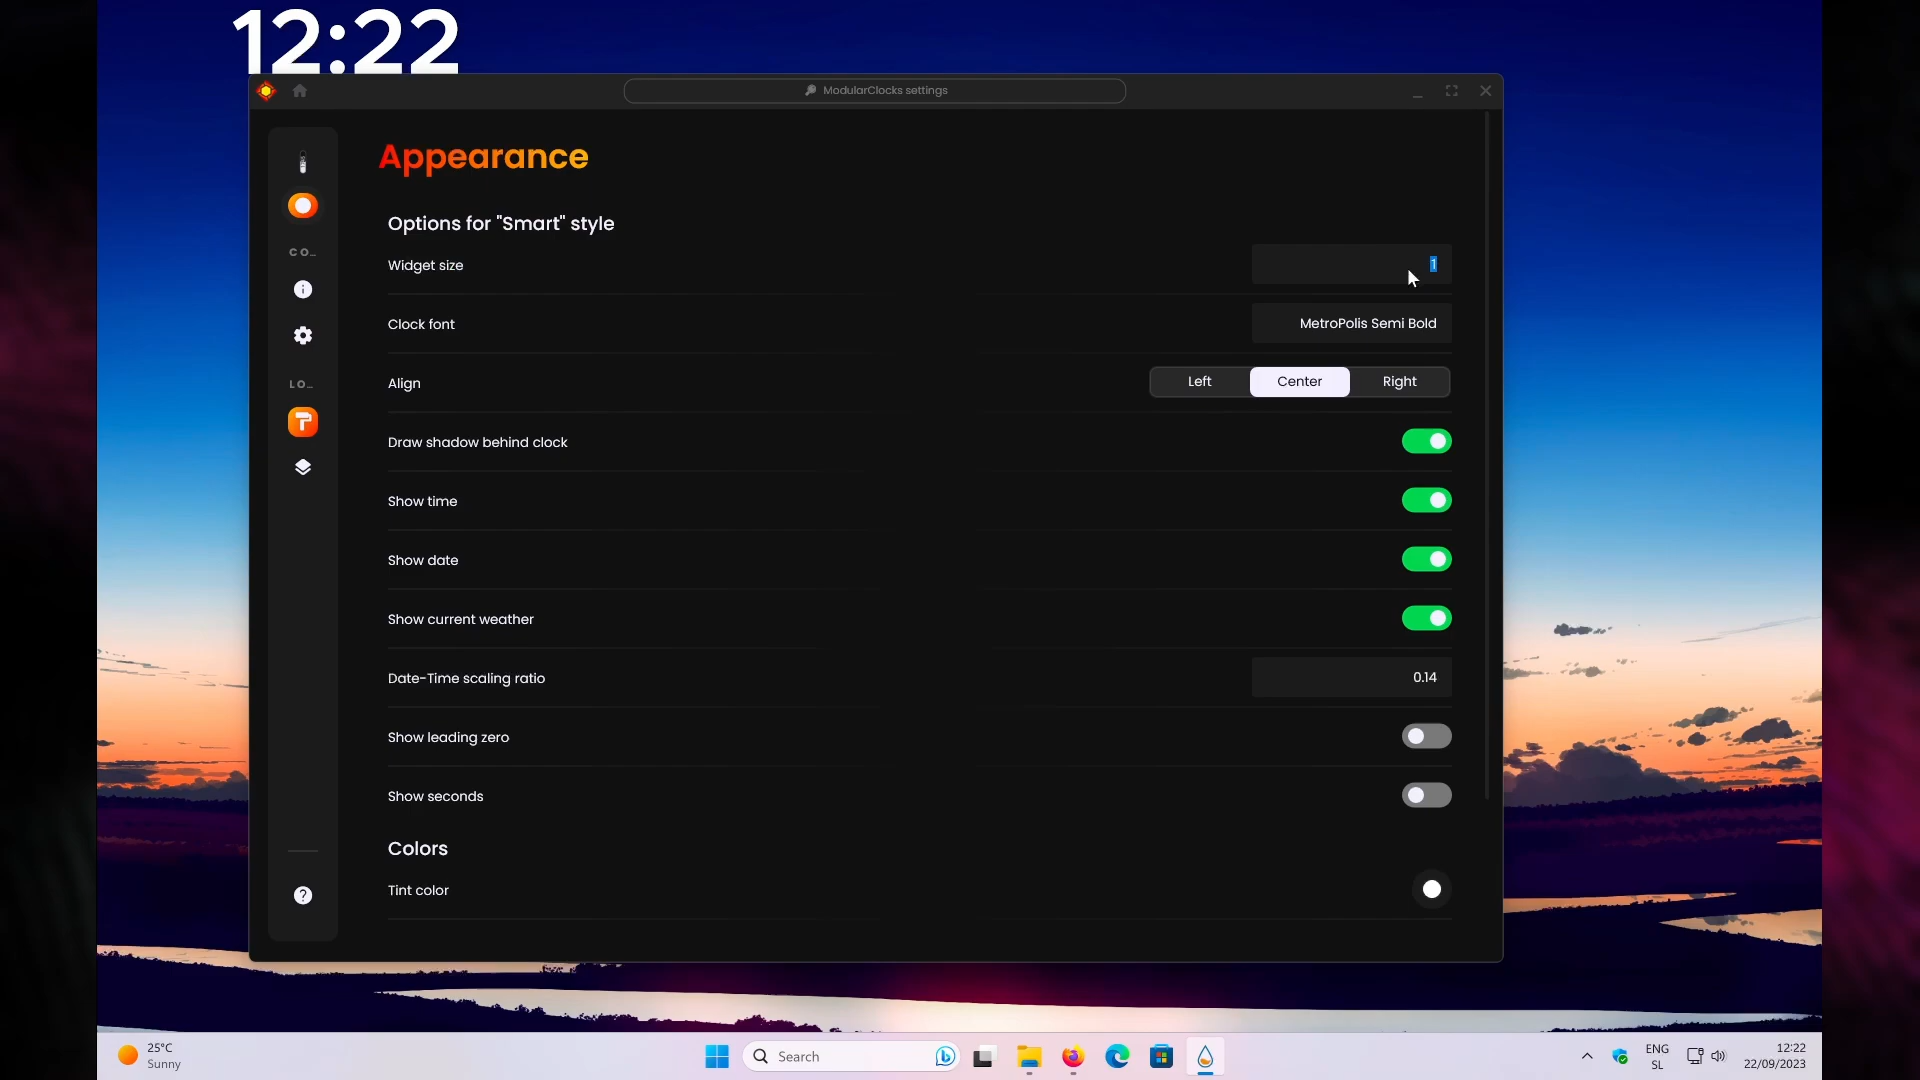 12:22
ModularClocks settings
Appearance
Options for "Smart" style
Widget size
1
Clock font
MetroPolis Semi Bold
Align
Left
Center
Right
Draw shadow behind clock
Show time
Show date
Show current weather
Date-Time scaling ratio
0.14
Show leading zero
Show seconds
Colors
Tint color
CO...
LO...
25°C
Sunny
Search
ENG
SL
12:22
22/09/2023